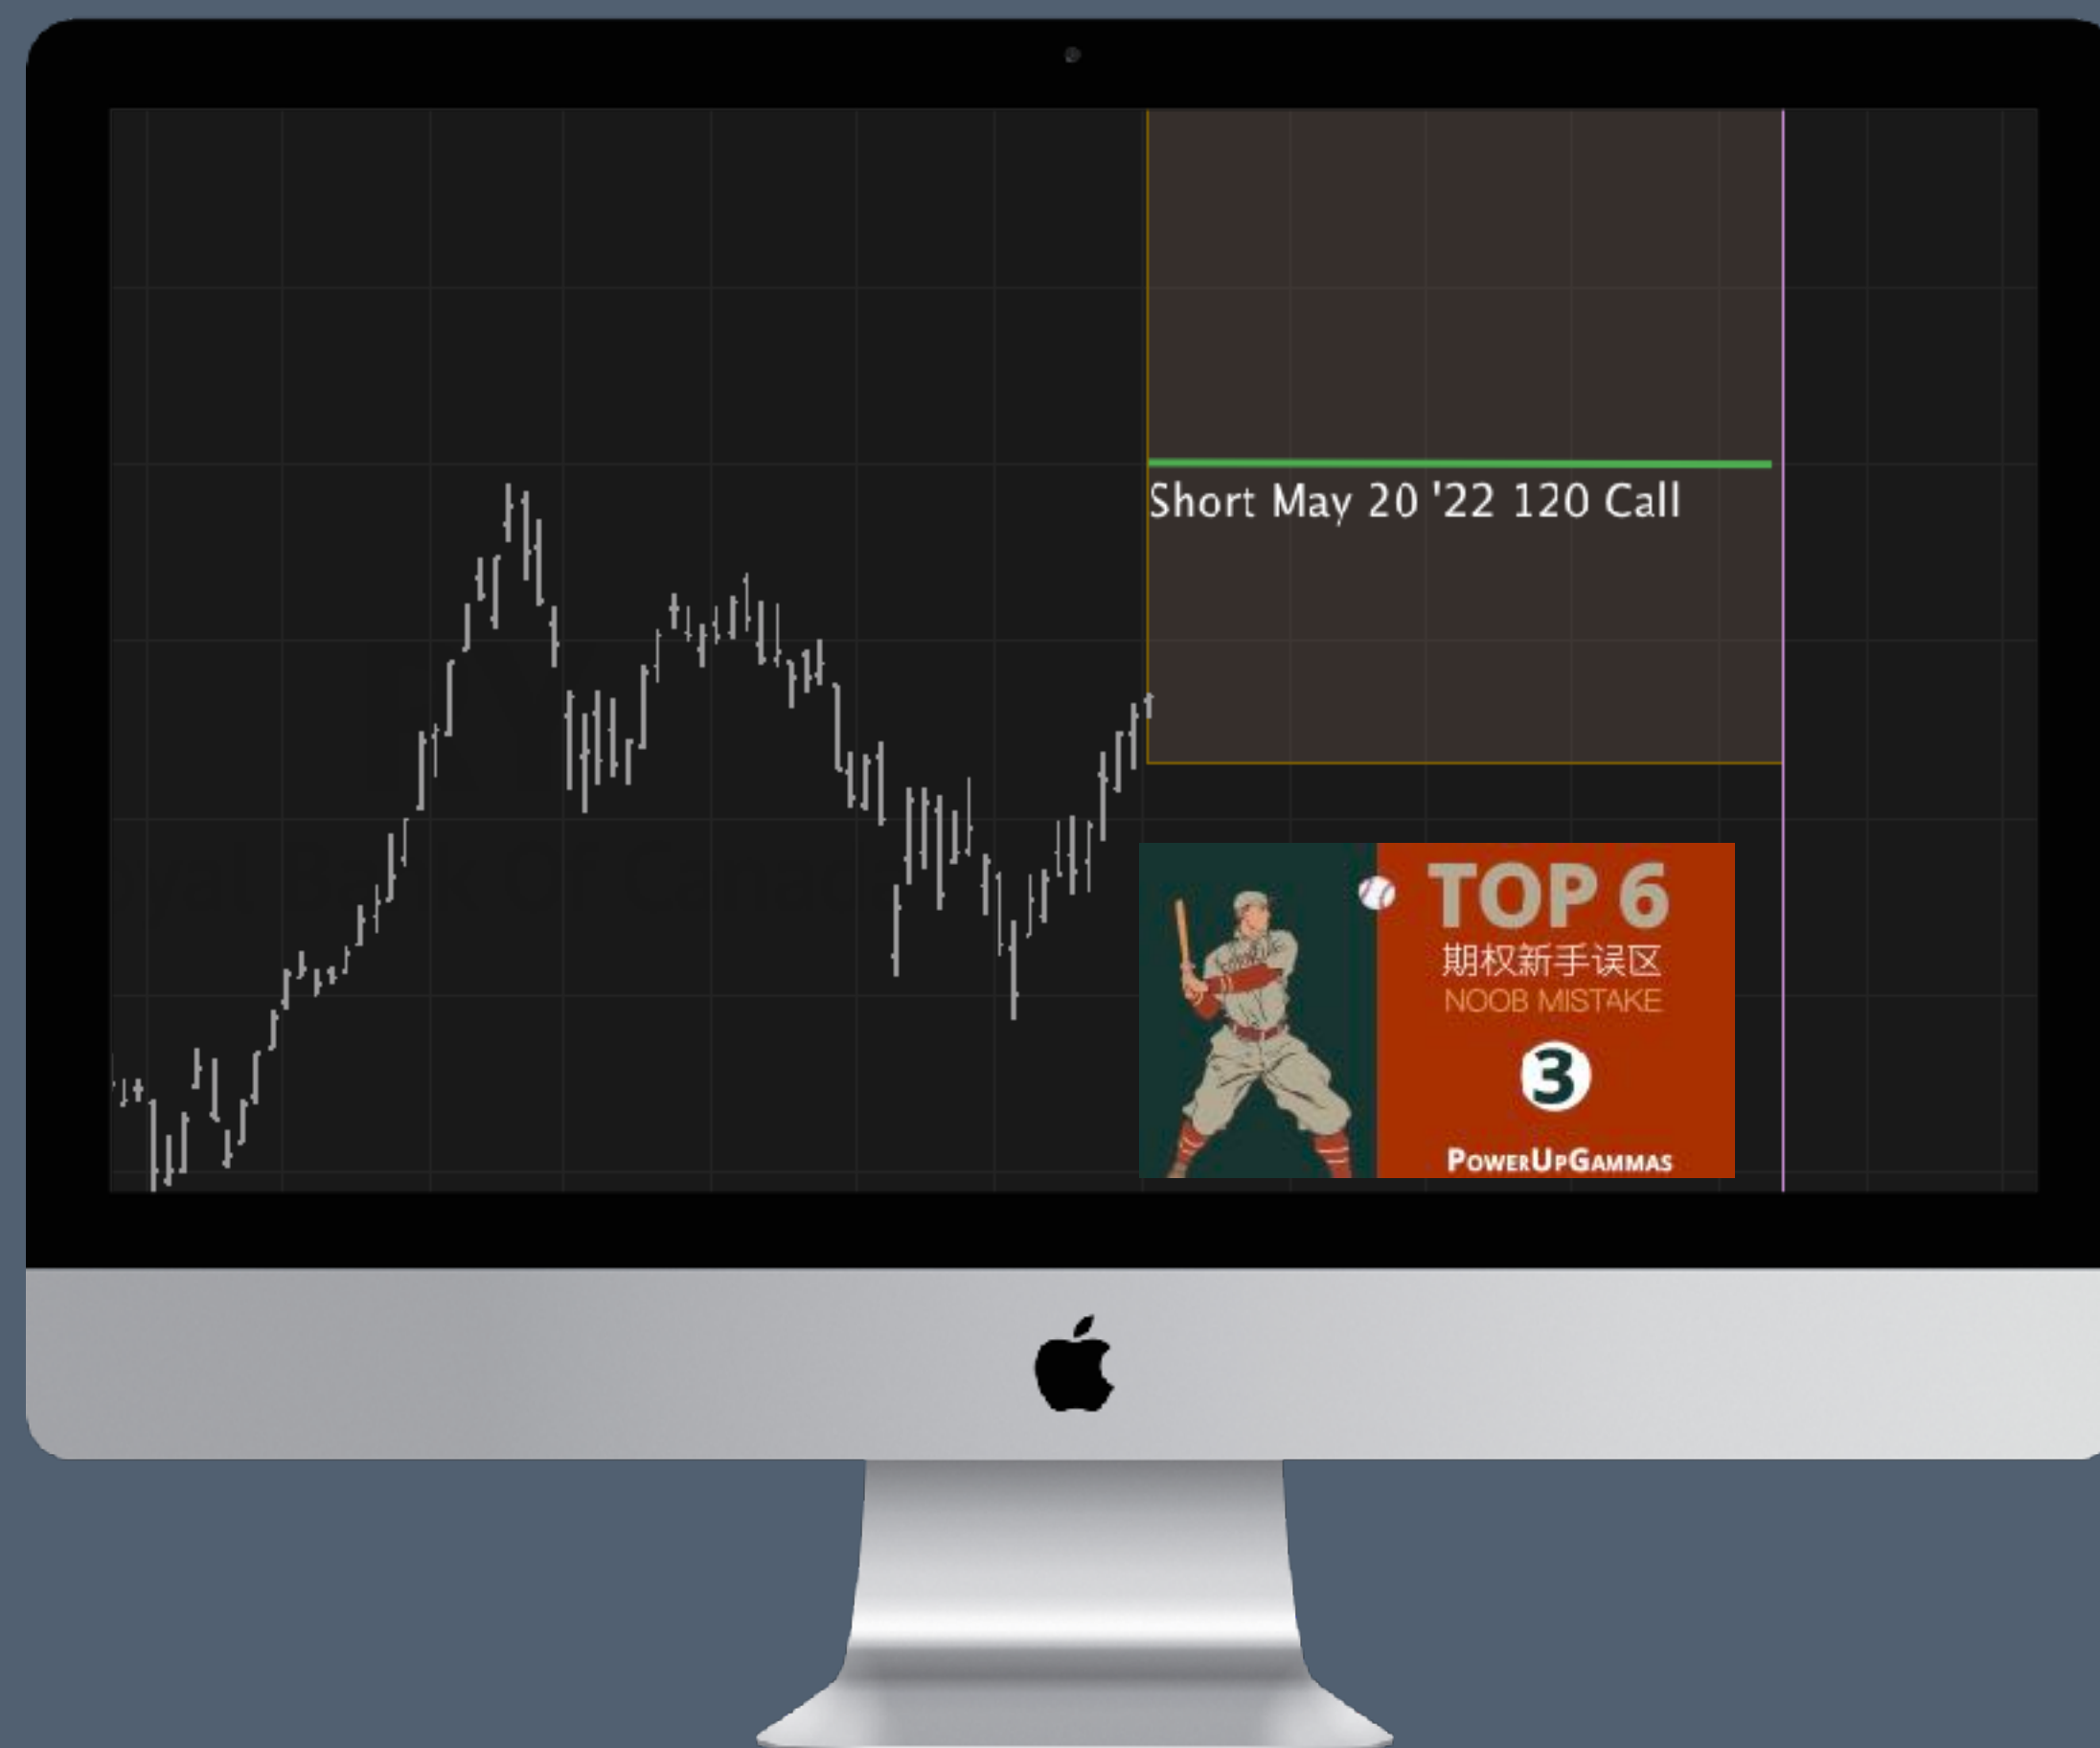 Short May 20 '22 120 Call
TOP 6
期权新手误区
NOOB MISTAKE
3
POWERUPGAMMAS